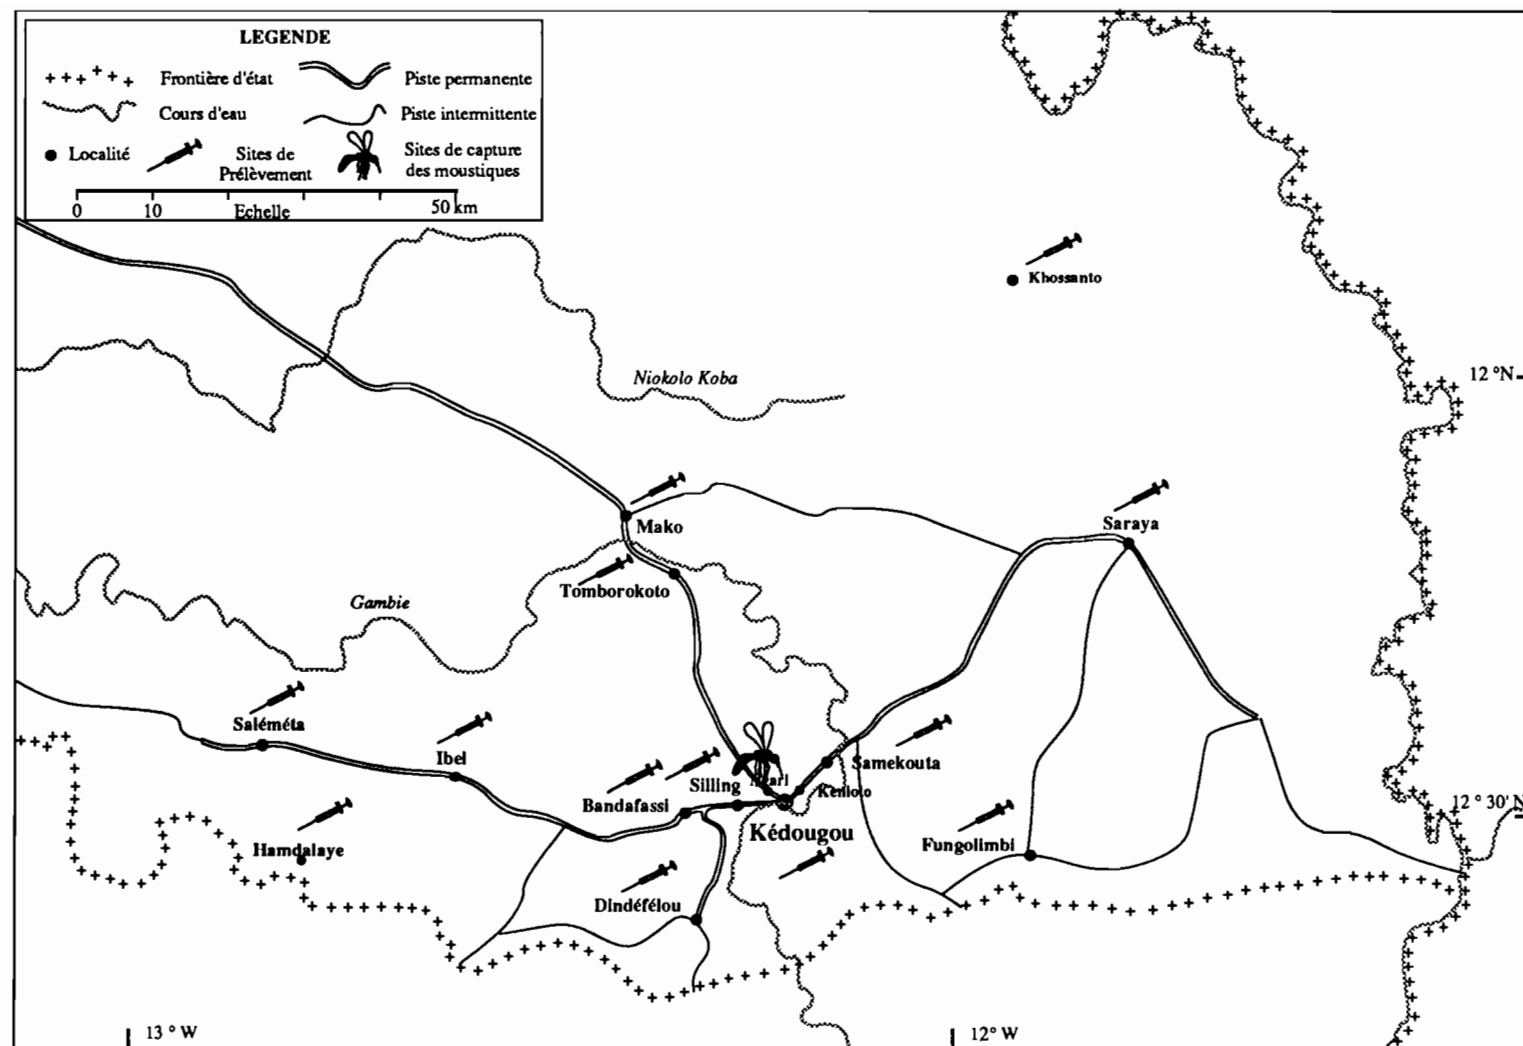 LEGENDE
Frontière d'état
Piste permanente
Cours d'eau
Piste intermittente
Localité
Sites de
Prélèvement
Sites de capture
des moustiques
0 10 Echelle 50 km
Khossanto
12 °N
Niokolo Koba
Mako
Saraya
Tomborokoto
Gambie
Saléméta
Ibel
Samekouta
Silling
Bandafassi
Kédougou
12 ° 30' N
Hamdalaye
Fungolimbi
Dindéfélou
13 ° W
12 ° W